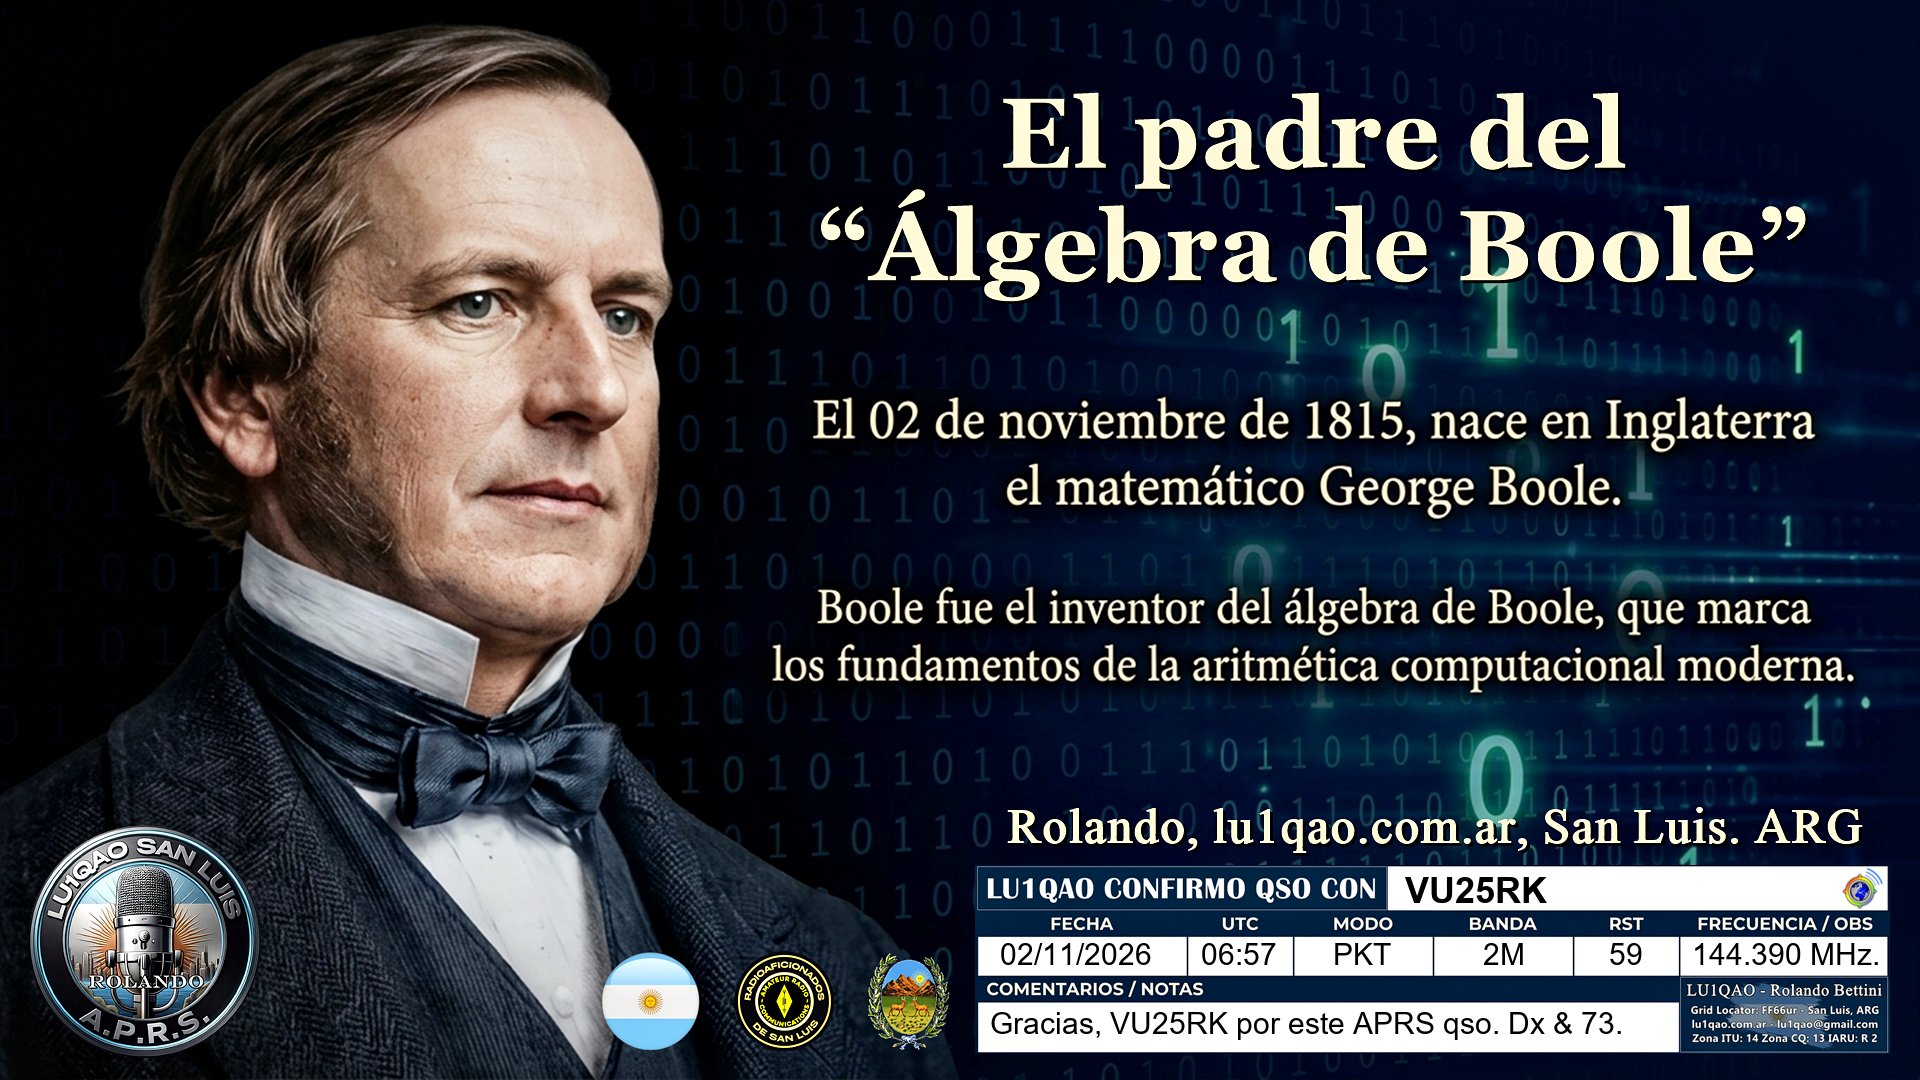 El padre del
“Álgebra de Boole”
El 02 de noviembre de 1815, nace en Inglaterra
el matemático George Boole.
Boole fue el inventor del álgebra de Boole, que marca
los fundamentos de la aritmética computacional moderna.
Rolando, lu1qao.com.ar, San Luis. ARG
LU1QAO CONFIRMO QSO CON VU25RK
FECHA UTC MODO BANDA RST FRECUENCIA / OBS
02/11/2026 06:57 PKT 2M 59 144.390 MHz.
COMENTARIOS / NOTAS
Gracias, VU25RK por este APRS qso. Dx & 73.
LU1QAO - Rolando Bettini
Grid Locator: FF66ur - San Luis, ARG
lu1qao.com.ar - lu1qao@gmail.com
Zona ITU: 14 Zona CQ: 13 IARU: R 2
LU1QAO SAN LUIS
ROLANDO
A.P.R.S.
RADIOAFICIONADOS
AMATEUR RADIO
COMMUNICATIONS
DE SAN LUIS